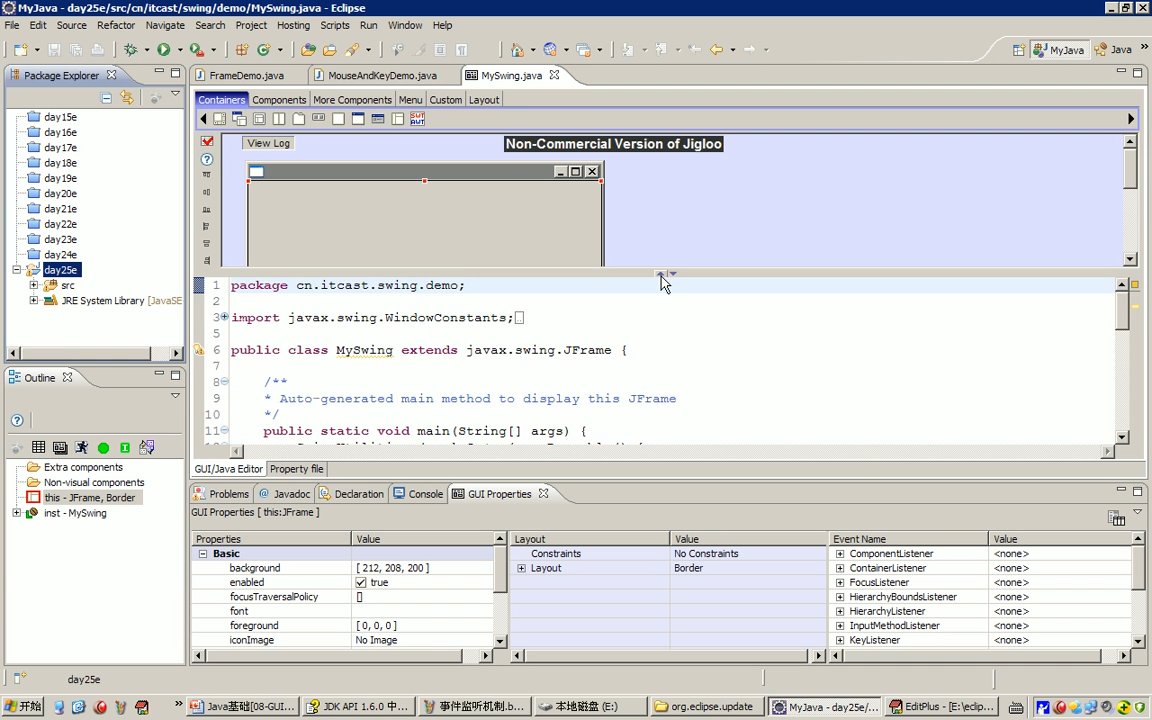 MyJava - day25e/src/cn/itcast/swing/demo/MySwing.java - Eclipse
File Edit Source Refactor Navigate Search Project Hosting Scripts Run Window Help
MyJava Java
Package Explorer
day15e
day16e
day17e
day18e
day19e
day20e
day21e
day22e
day23e
day24e
day25e
src
JRE System Library [JavaSE
FrameDemo.java MouseAndKeyDemo.java MySwing.java
Containers Components More Components Menu Custom Layout
View Log
Non-Commercial Version of Jigloo
1 package cn.itcast.swing.demo;
2
3 import javax.swing.WindowConstants;
5
6 public class MySwing extends javax.swing.JFrame {
7
8 /**
9 * Auto-generated main method to display this JFrame
10 */
11 public static void main(String[] args) {
GUI/Java Editor Property file
Outline
Extra components
Non-visual components
this - JFrame, Border
inst - MySwing
Problems Javadoc Declaration Console GUI Properties
GUI Properties [ this:JFrame ]
Properties Value
Basic
background [ 212, 208, 200 ]
enabled true
focusTraversalPolicy []
font
foreground [ 0, 0, 0 ]
iconImage No Image
Layout Value
Constraints No Constraints
Layout Border
Event Name Value
ComponentListener <none>
ContainerListener <none>
FocusListener <none>
HierarchyBoundsListener <none>
HierarchyListener <none>
InputMethodListener <none>
KeyListener <none>
day25e
开始 Java基础[08-GUI... JDK API 1.6.0 中... 事件监听机制.b... 本地磁盘 (E:) org.eclipse.update MyJava - day25e/... EditPlus - [E:\eclip...